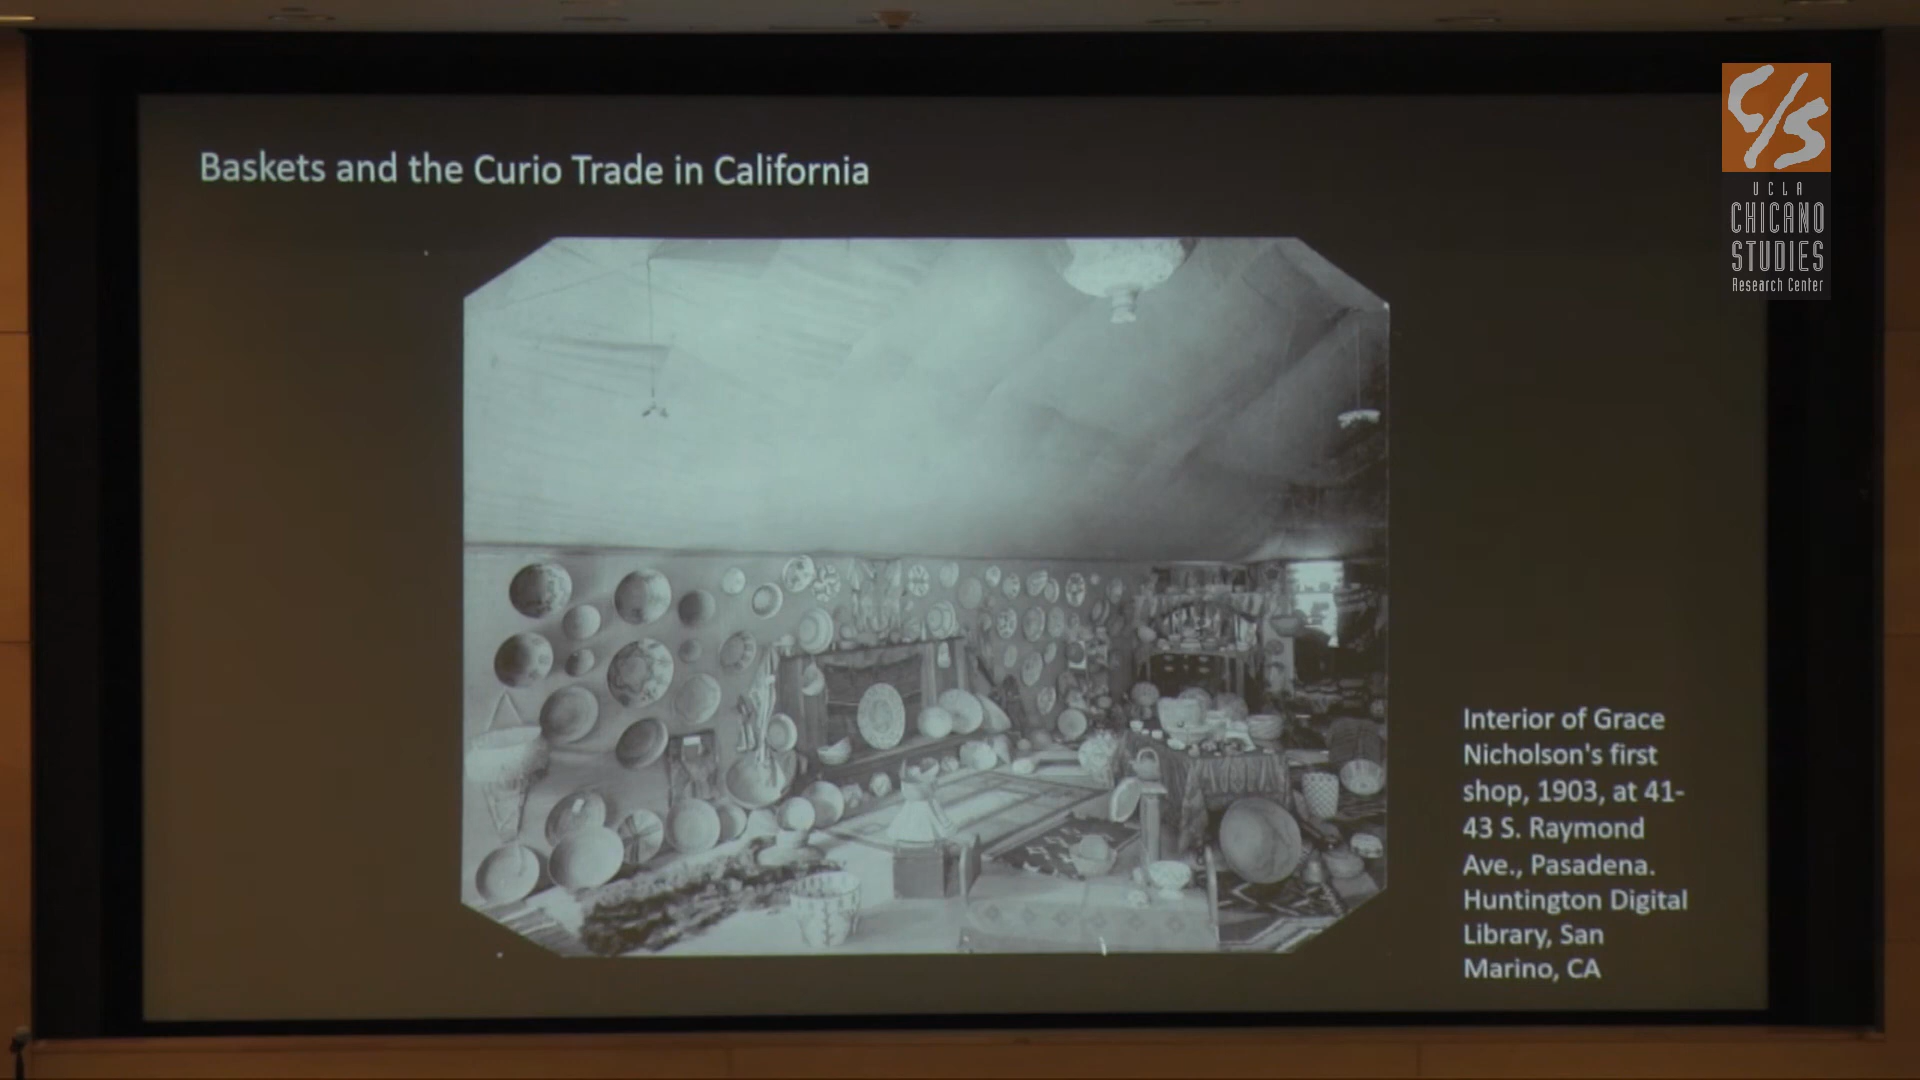 Baskets and the Curio Trade in California
C/S
UCLA
CHICANO
STUDIES
Research Center
Interior of Grace
Nicholson's first
shop, 1903, at 41-
43 S. Raymond
Ave., Pasadena.
Huntington Digital
Library, San
Marino, CA